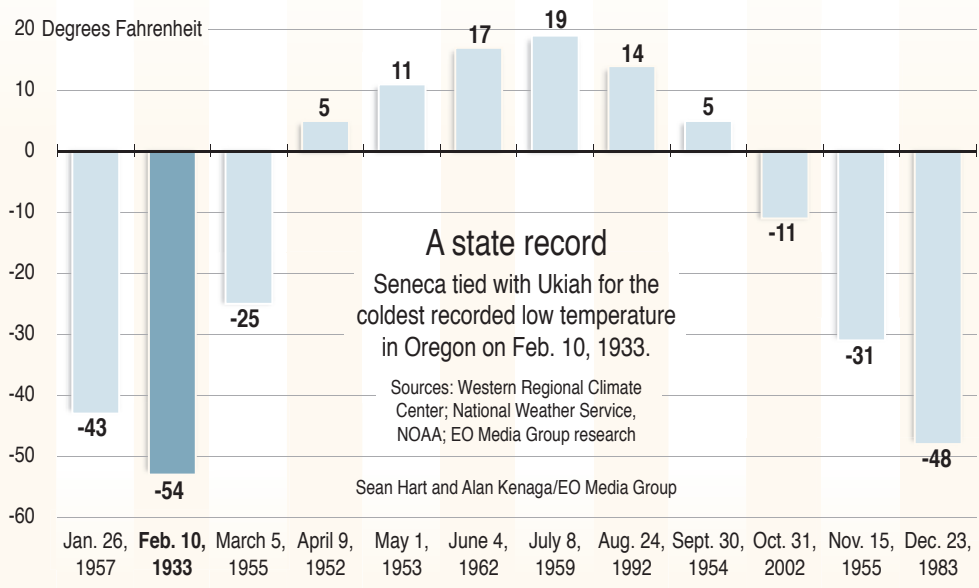 20 Degrees Fahrenheit
10
0
-10
-20
-30
-40
-50
-60
-43
-54
-25
5
11
17
19
14
5
-11
-31
-48
A state record
Seneca tied with Ukiah for the
coldest recorded low temperature
in Oregon on Feb. 10, 1933.
Sources: Western Regional Climate
Center; National Weather Service,
NOAA; EO Media Group research
Sean Hart and Alan Kenaga/EO Media Group
Jan. 26, Feb. 10, March 5, April 9, May 1, June 4, July 8, Aug. 24, Sept. 30, Oct. 31, Nov. 15, Dec. 23,
1957 1933 1955 1952 1953 1962 1959 1992 1954 2002 1955 1983